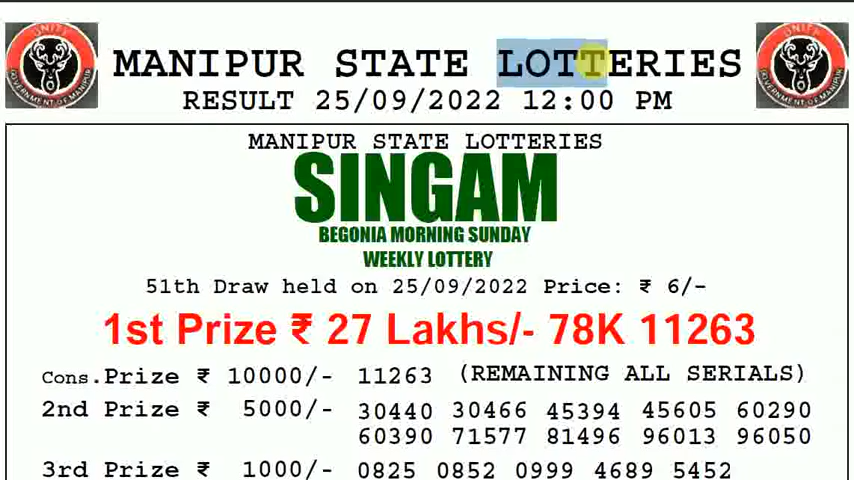 MANIPUR STATE LOTTERIES
RESULT 25/09/2022 12:00 PM
MANIPUR STATE LOTTERIES
SINGAM
BEGONIA MORNING SUNDAY
WEEKLY LOTTERY
51th Draw held on 25/09/2022 Price: ₹ 6/-
1st Prize ₹ 27 Lakhs/- 78K 11263
Cons.Prize ₹ 10000/- 11263 (REMAINING ALL SERIALS)
2nd Prize ₹ 5000/- 30440 30466 45394 45605 60290
60390 71577 81496 96013 96050
3rd Prize ₹ 1000/- 0825 0852 0999 4689 5452